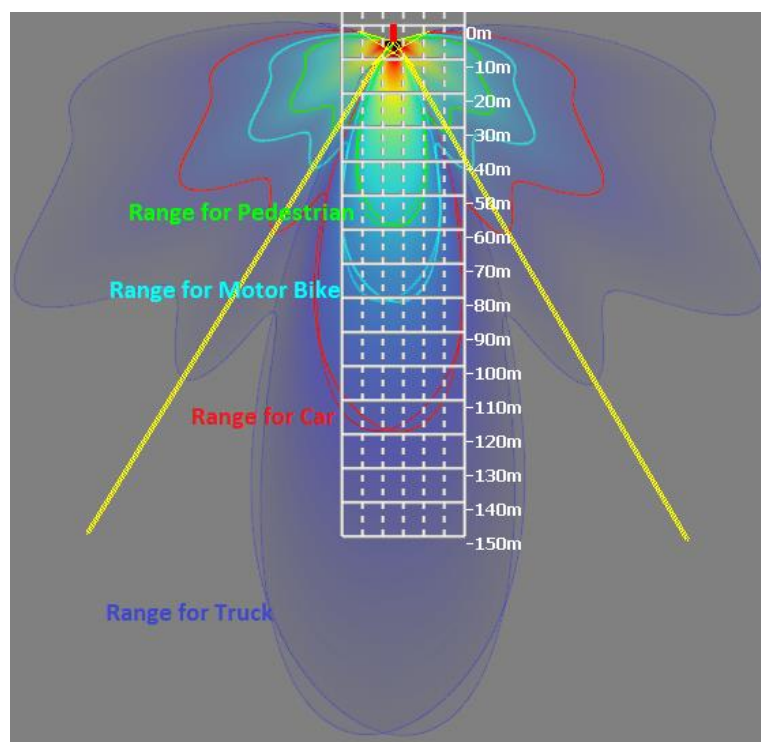 0m
-10m
-20m
-30m
-40m
-50m
Range for Pedestrian
-60m
-70m
Range for Motor Bike
-80m
-90m
-100m
-110m
Range for Car
-120m
-130m
-140m
-150m
Range for Truck